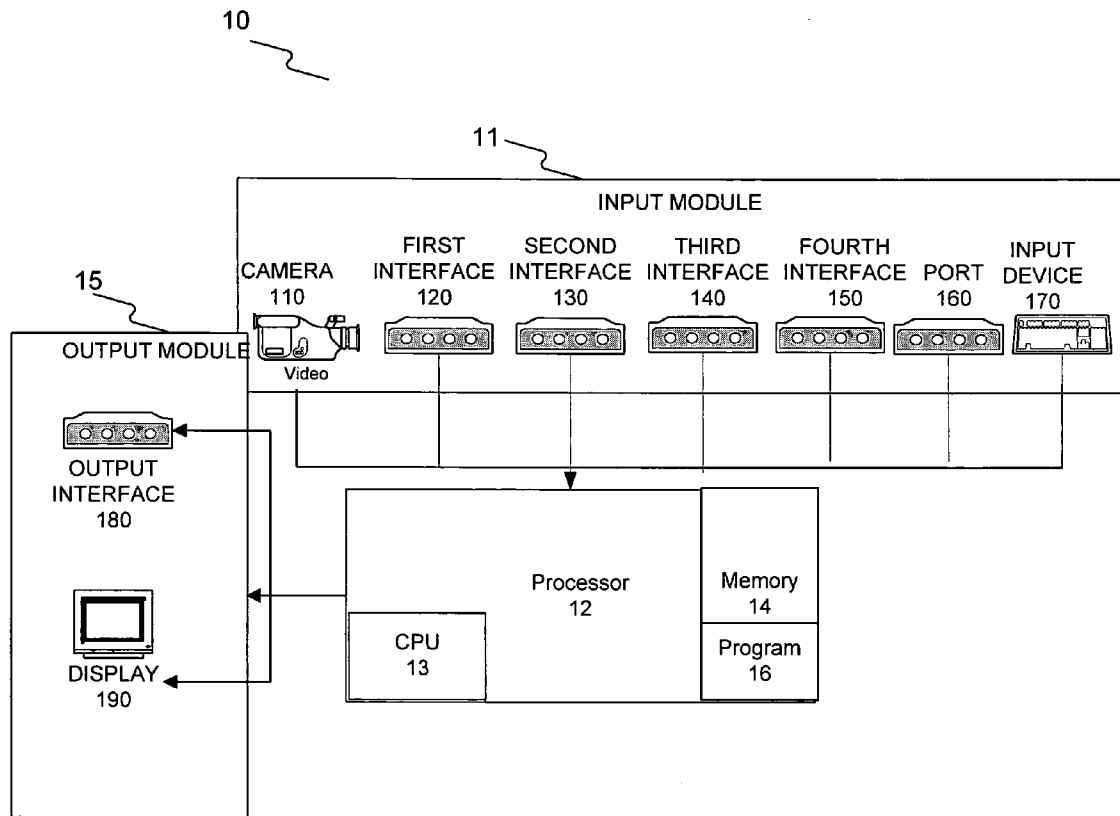 10
11
INPUT MODULE
CAMERA
110
FIRST
INTERFACE
120
SECOND
INTERFACE
130
THIRD
INTERFACE
140
FOURTH
INTERFACE
150
PORT
160
INPUT
DEVICE
170
Video
15
OUTPUT MODULE
OUTPUT
INTERFACE
180
DISPLAY
190
Processor
12
CPU
13
Memory
14
Program
16